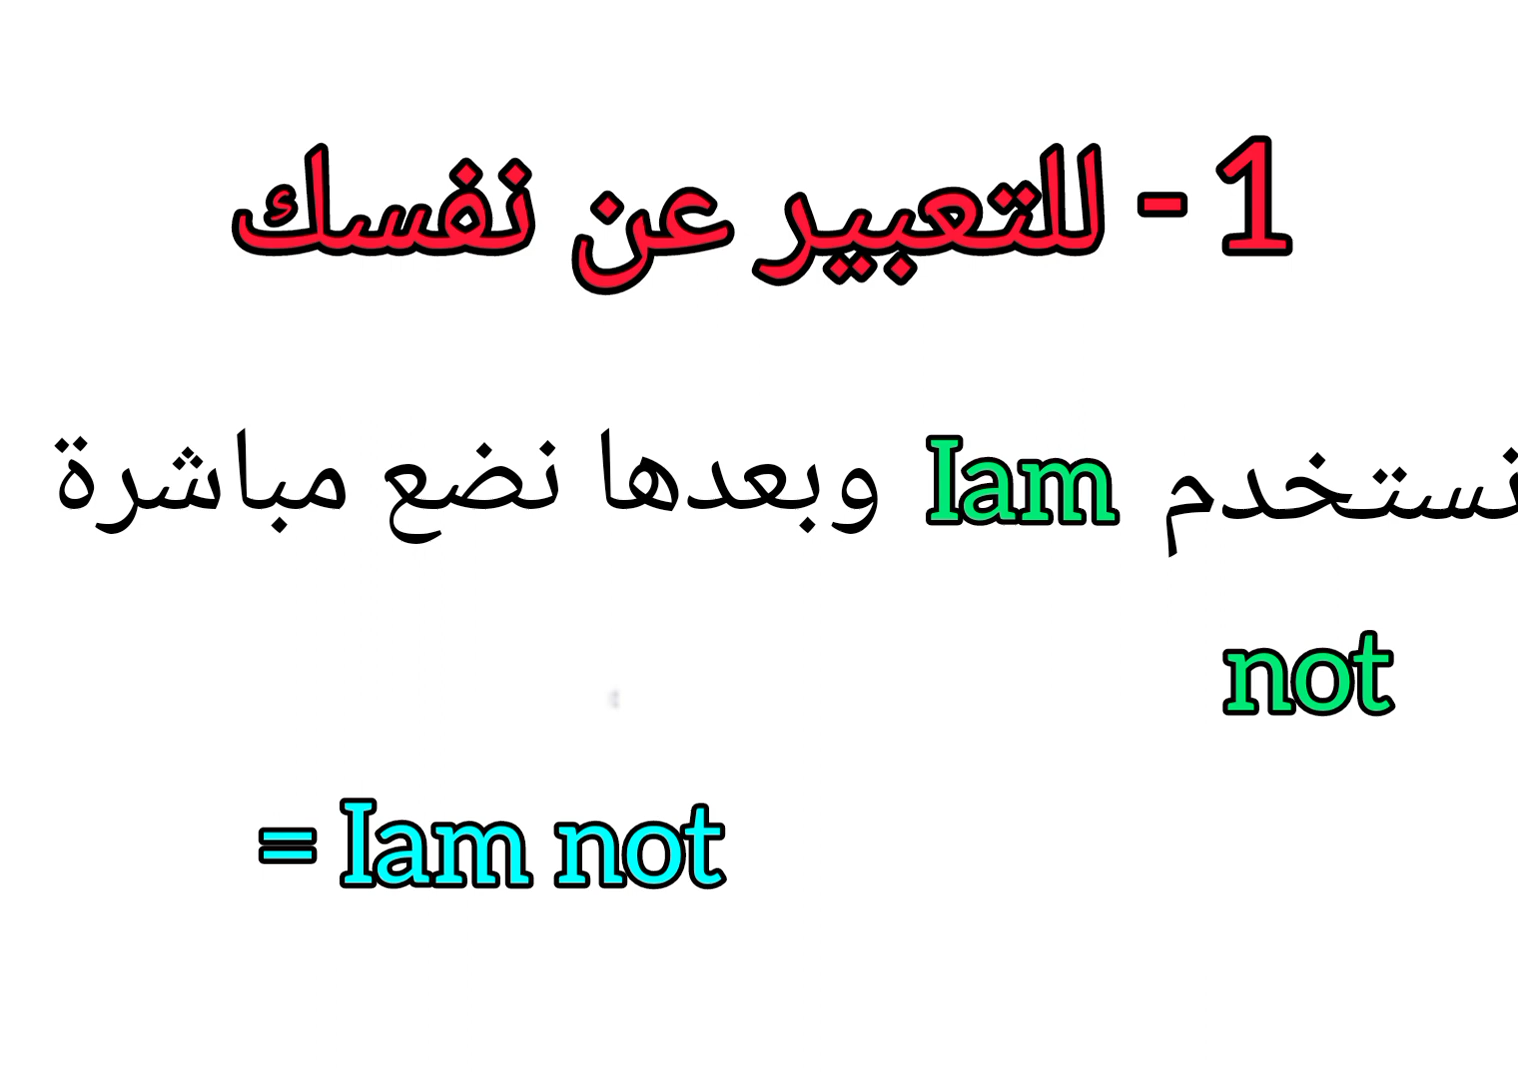 1 - للتعبير عن نفسك
نستخدم Iam وبعدها نضع مباشرة
not
= Iam not